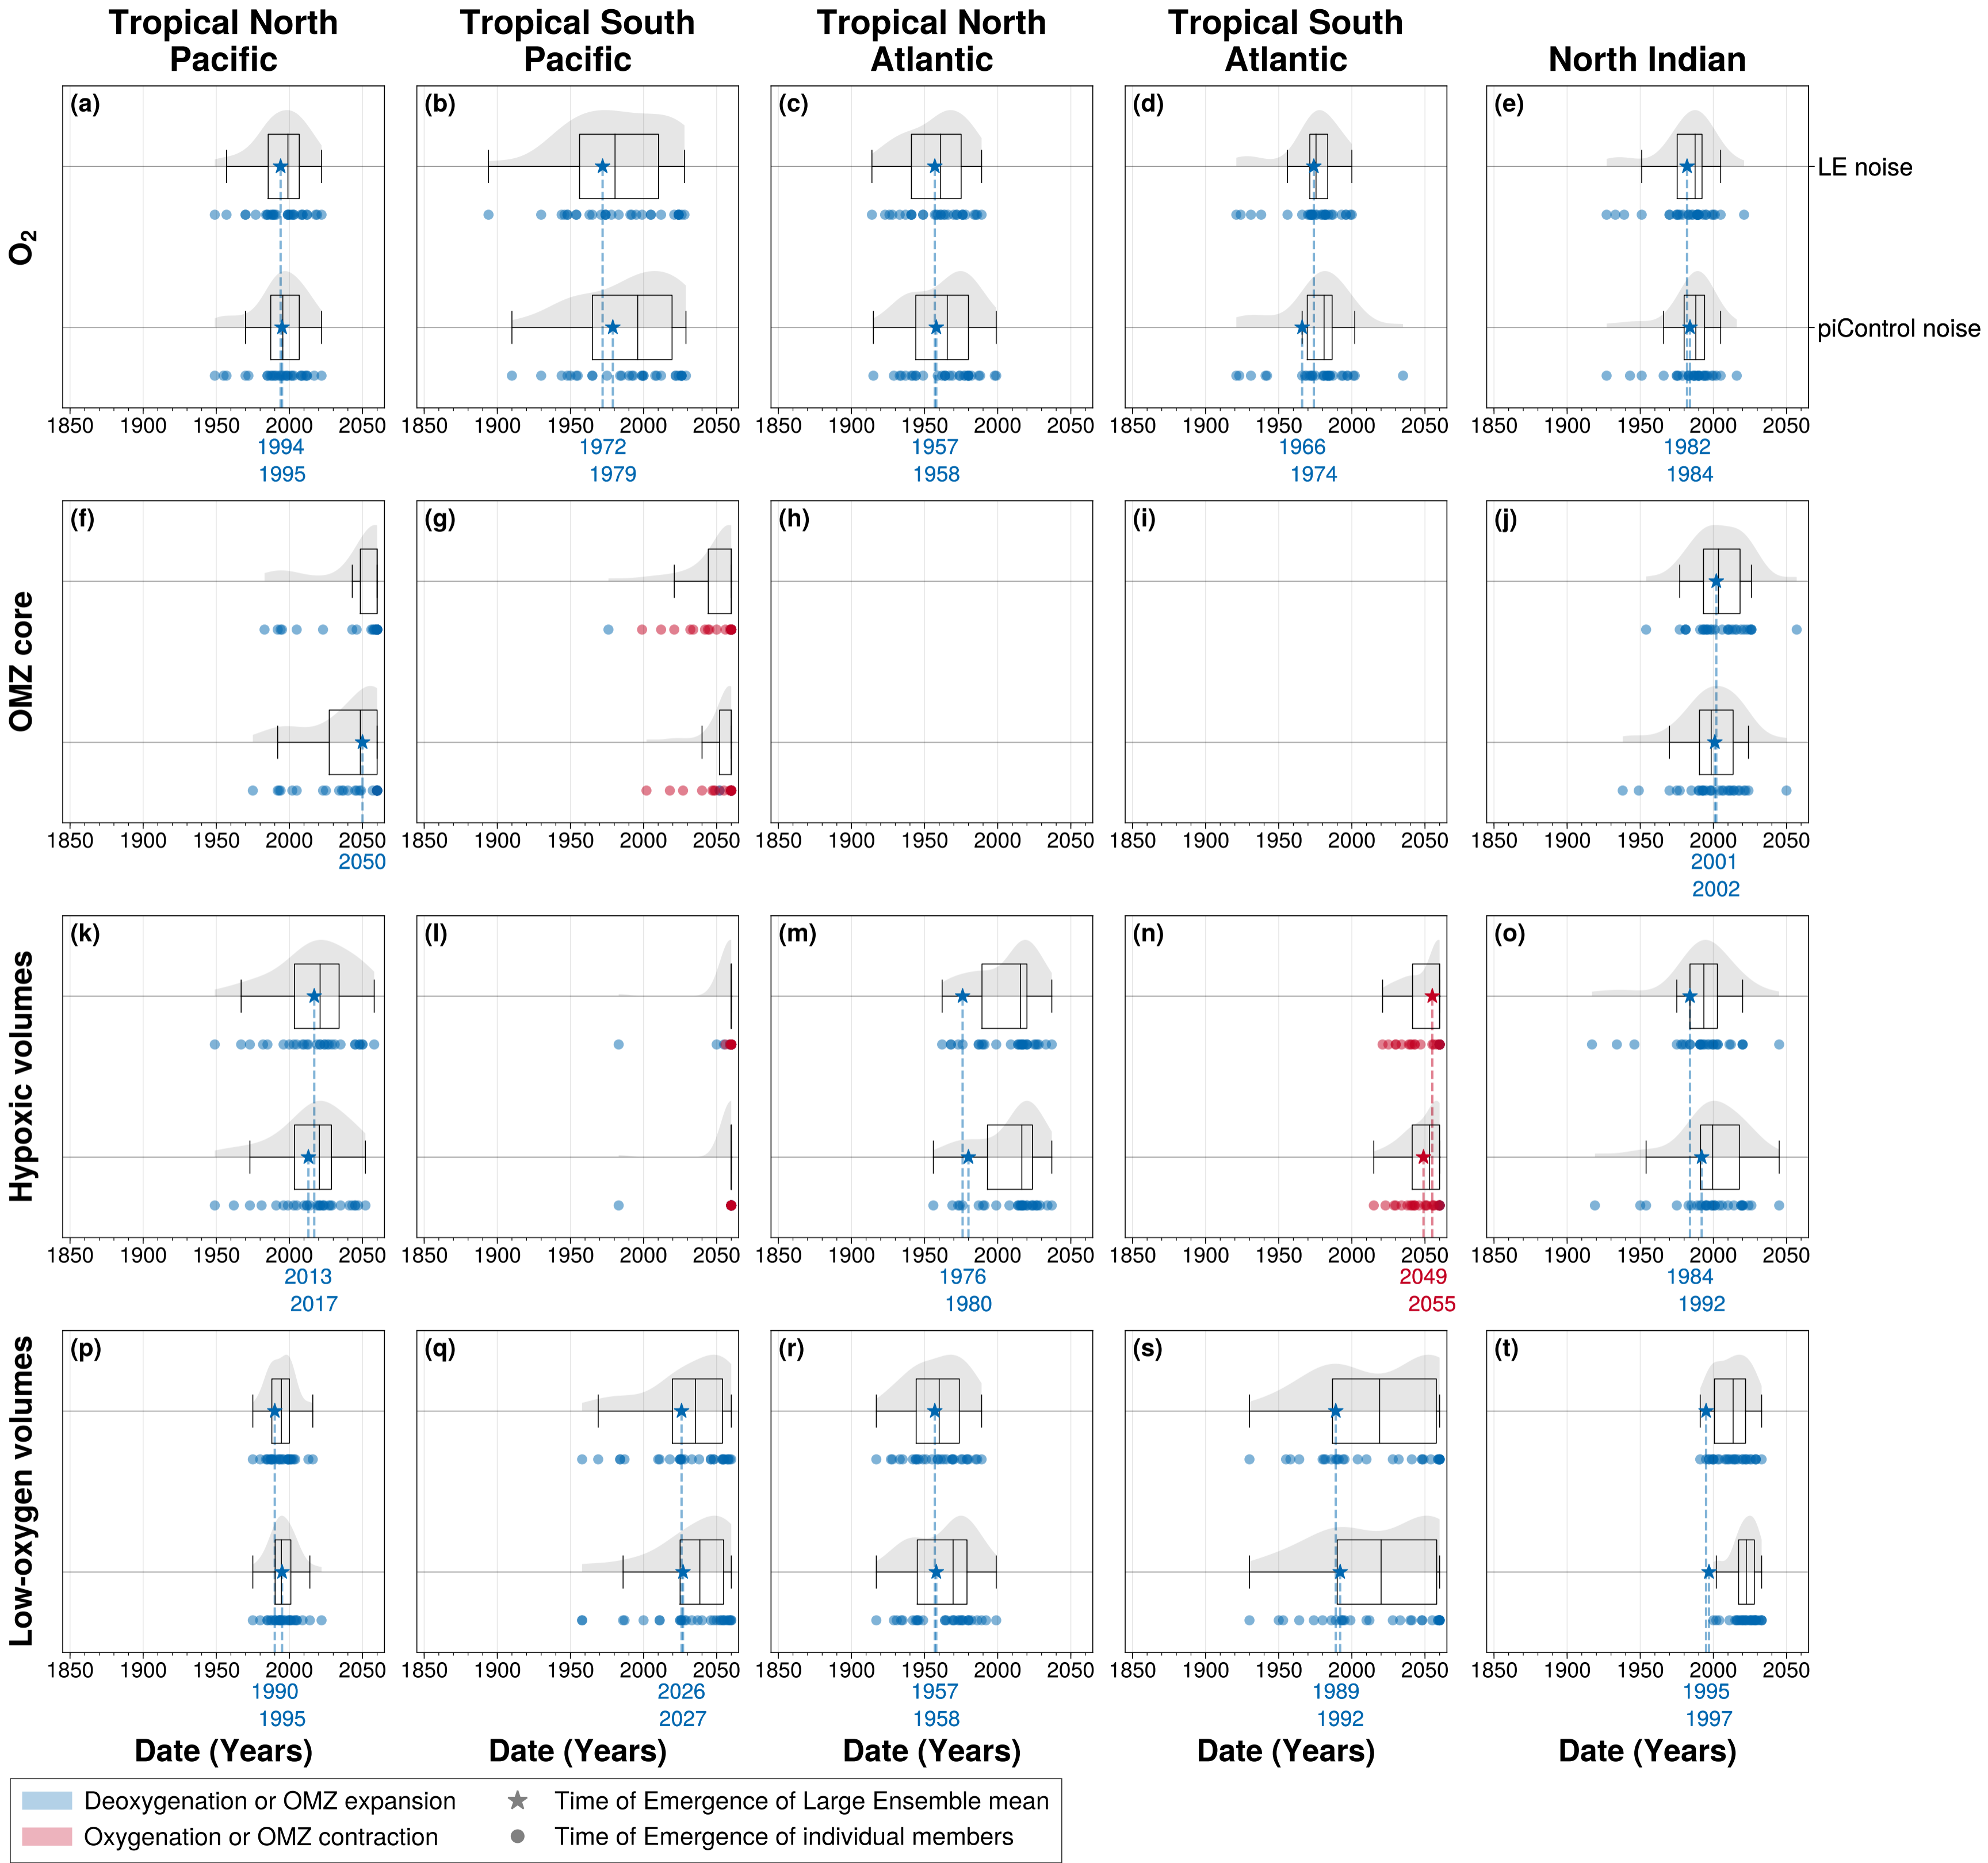 Tropical North Pacific
Tropical South Pacific
Tropical North Atlantic
Tropical South Atlantic
North Indian
O₂
(a)
(b)
(c)
(d)
(e)
LE noise
piControl noise
1850 1900 1950 2000 2050
1850 1900 1950 2000 2050
1850 1900 1950 2000 2050
1850 1900 1950 2000 2050
1850 1900 1950 2000 2050
1994 1972 1957 1966 1982
1995 1979 1958 1974 1984
OMZ core
(f)
(g)
(h)
(i)
(j)
1850 1900 1950 2000 2050
1850 1900 1950 2000 2050
1850 1900 1950 2000 2050
1850 1900 1950 2000 2050
1850 1900 1950 2000 2050
2050 2001
2002
Hypoxic volumes
(k)
(l)
(m)
(n)
(o)
1850 1900 1950 2000 2050
1850 1900 1950 2000 2050
1850 1900 1950 2000 2050
1850 1900 1950 2000 2050
1850 1900 1950 2000 2050
2013 1976 2049 1984
2017 1980 2055 1992
Low-oxygen volumes
(p)
(q)
(r)
(s)
(t)
1850 1900 1950 2000 2050
1850 1900 1950 2000 2050
1850 1900 1950 2000 2050
1850 1900 1950 2000 2050
1850 1900 1950 2000 2050
1990 2026 1957 1989 1995
1995 2027 1958 1992 1997
Date (Years)
Date (Years)
Date (Years)
Date (Years)
Date (Years)
Deoxygenation or OMZ expansion
Oxygenation or OMZ contraction
Time of Emergence of Large Ensemble mean
Time of Emergence of individual members